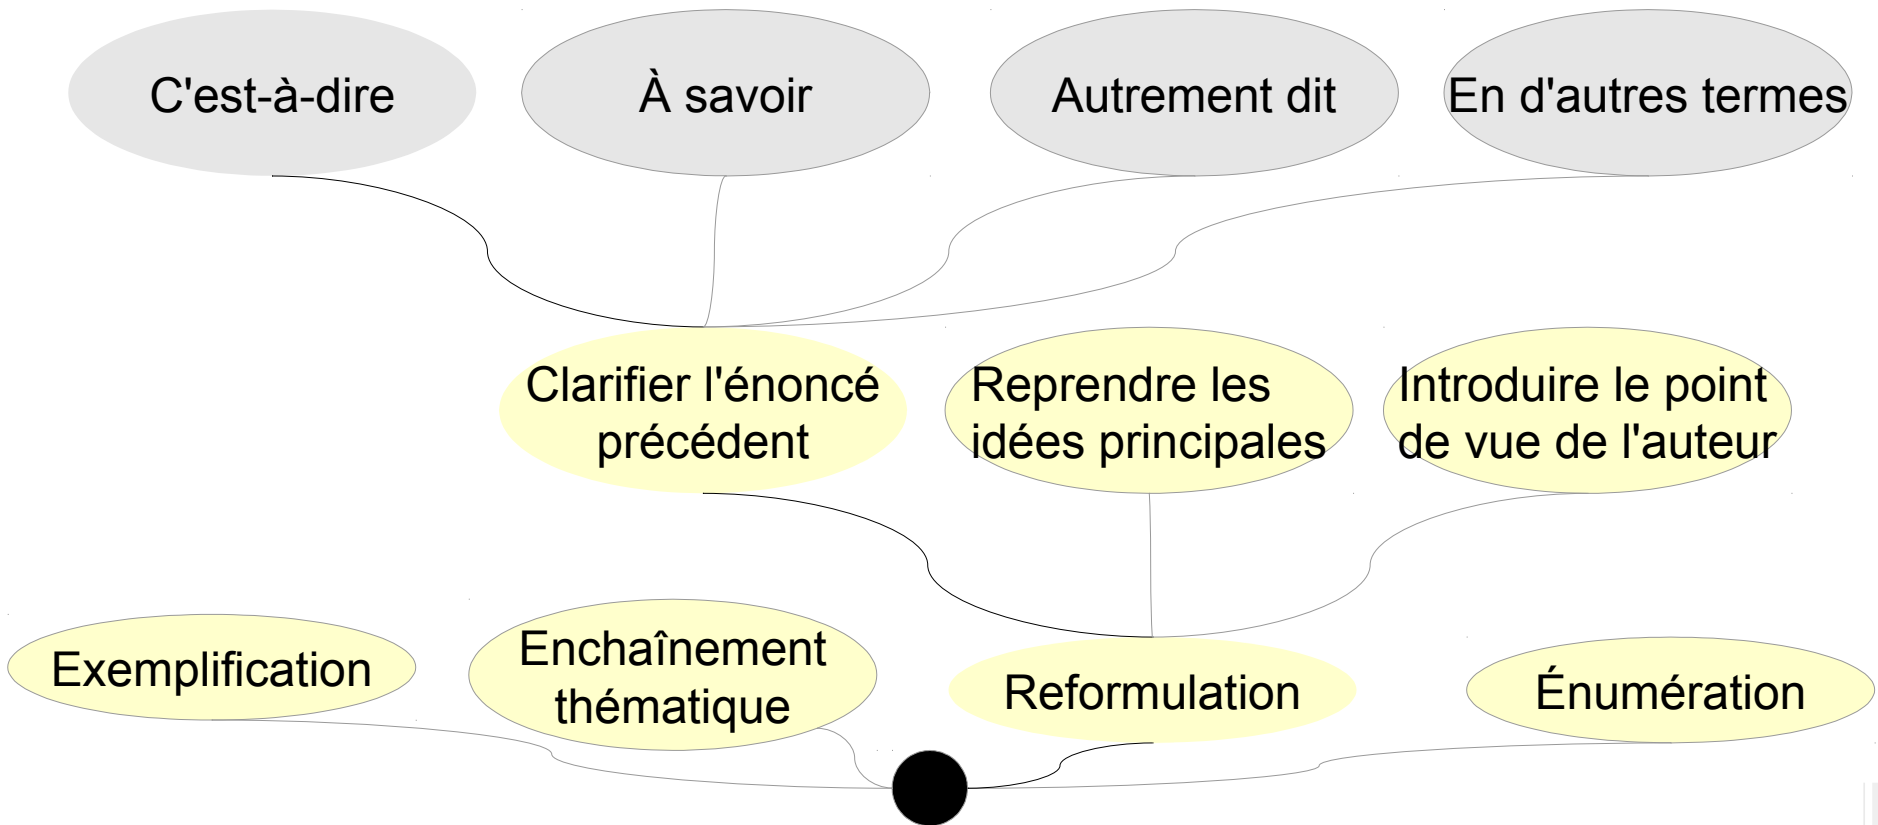 C'est-à-dire
À savoir
Autrement dit
En d'autres termes
Clarifier l'énoncé
précédent
Reprendre les
idées principales
Introduire le point
de vue de l'auteur
Exemplification
Enchaînement
thématique
Reformulation
Énumération